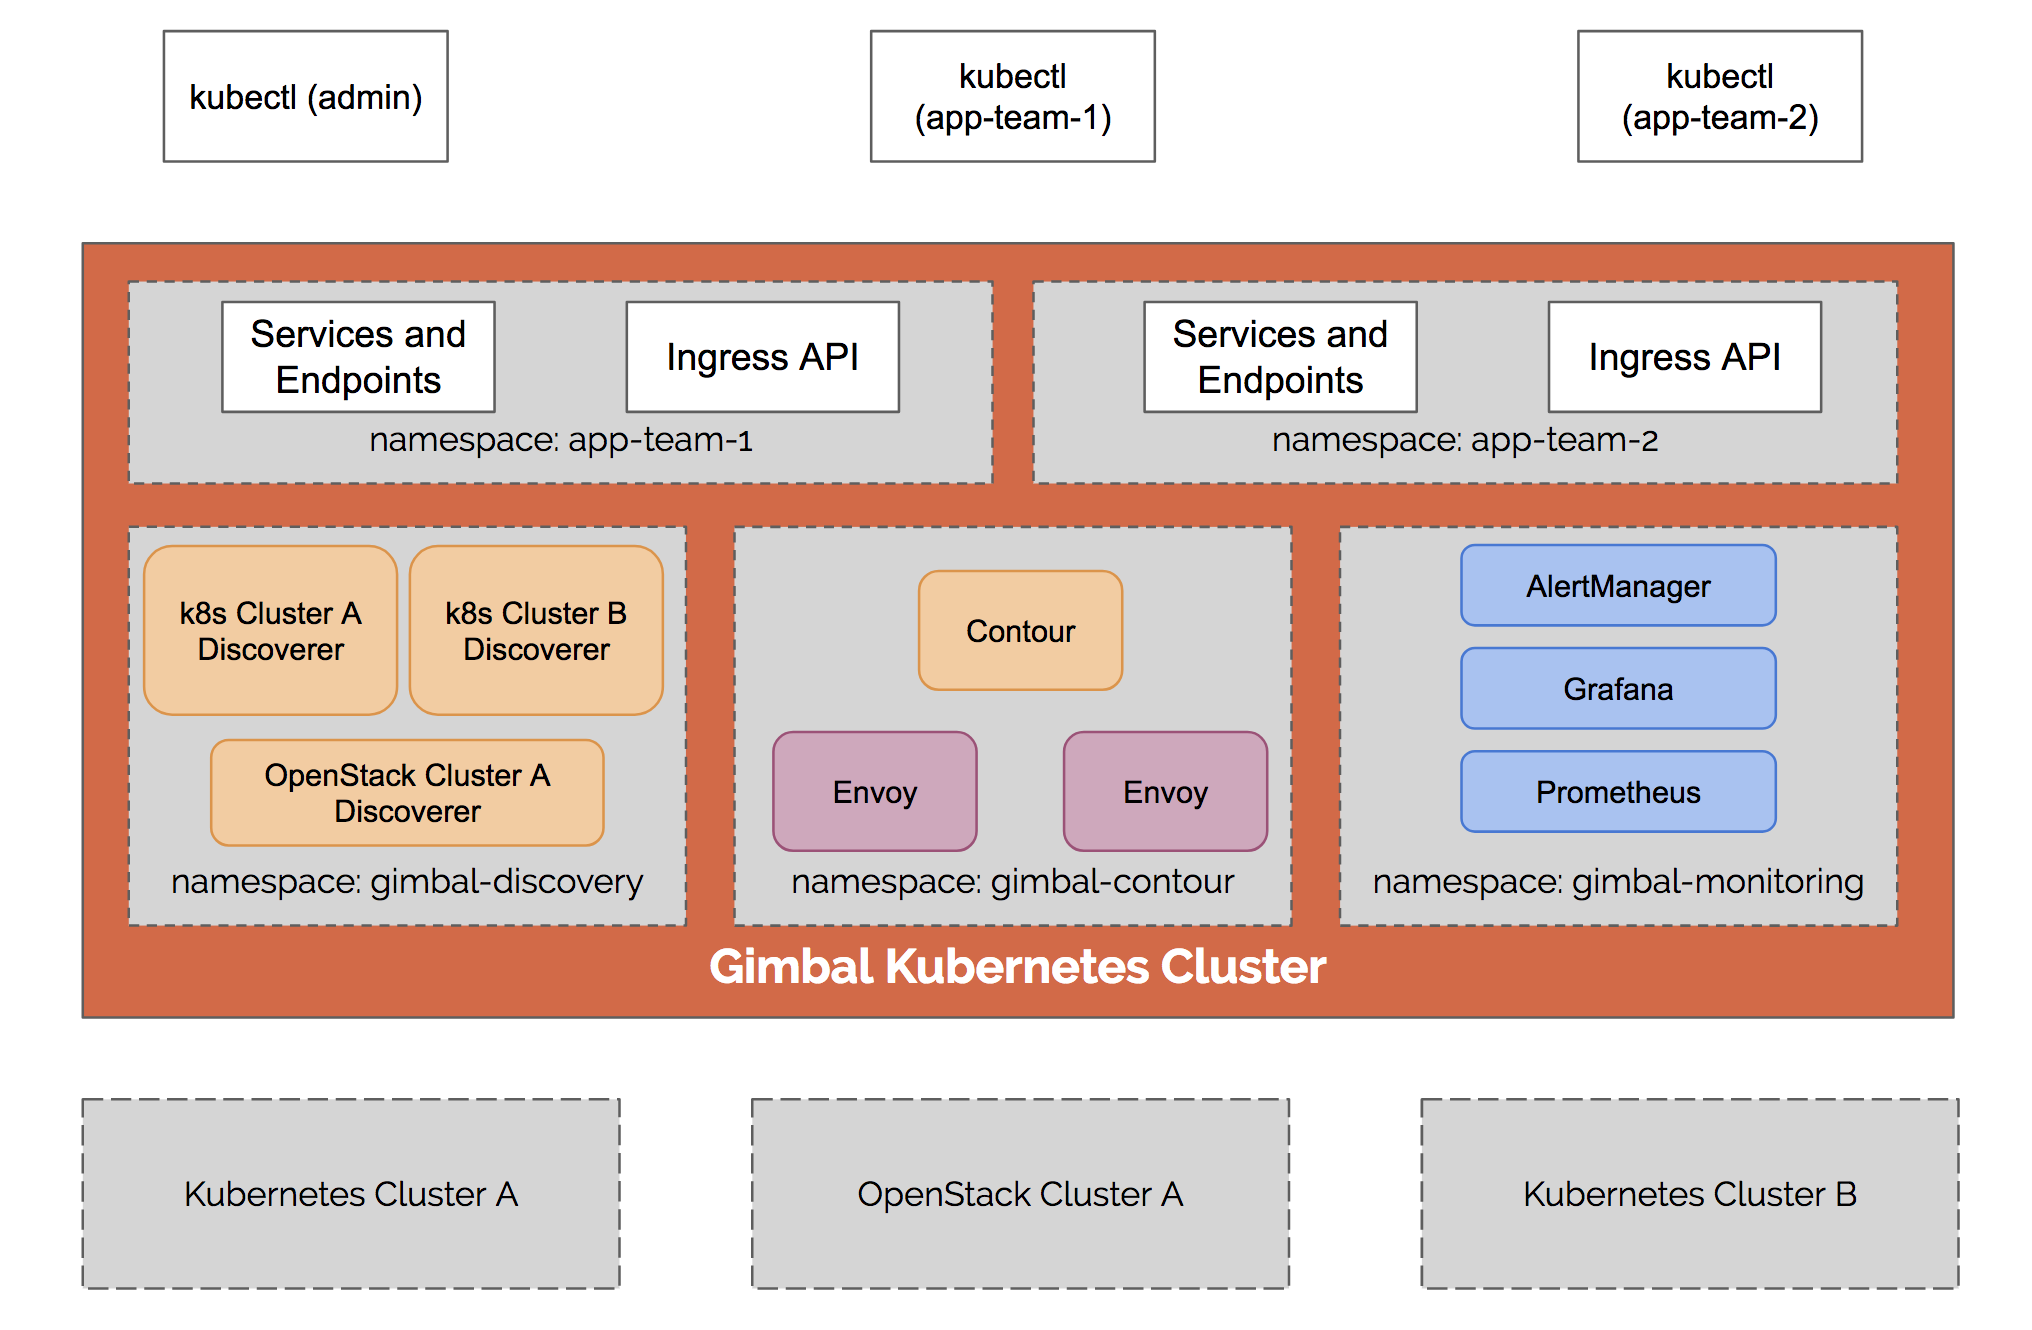 kubectl (admin)
kubectl
(app-team-1)
kubectl
(app-team-2)
Services and
Endpoints
Ingress API
namespace: app-team-1
Services and
Endpoints
Ingress API
namespace: app-team-2
k8s Cluster A
Discoverer
k8s Cluster B
Discoverer
OpenStack Cluster A
Discoverer
namespace: gimbal-discovery
Contour
Envoy
Envoy
namespace: gimbal-contour
AlertManager
Grafana
Prometheus
namespace: gimbal-monitoring
Gimbal Kubernetes Cluster
Kubernetes Cluster A
OpenStack Cluster A
Kubernetes Cluster B